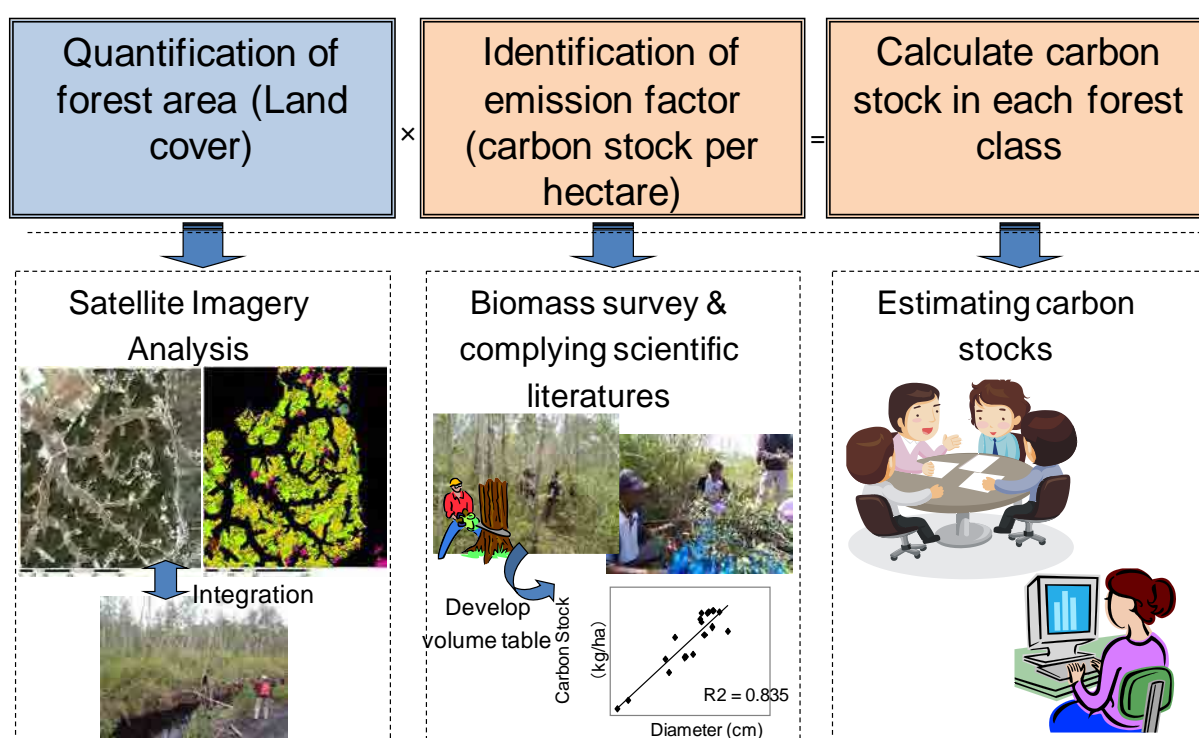 Quantification of
forest area (Land
cover)
×
Identification of
emission factor
(carbon stock per
hectare)
=
Calculate carbon
stock in each forest
class
Satellite Imagery
Analysis
Integration
Biomass survey &
complying scientific
literatures
Develop
volume table
Carbon Stock
(kg/ha)
R2 = 0.835
Diameter (cm)
Estimating carbon
stocks